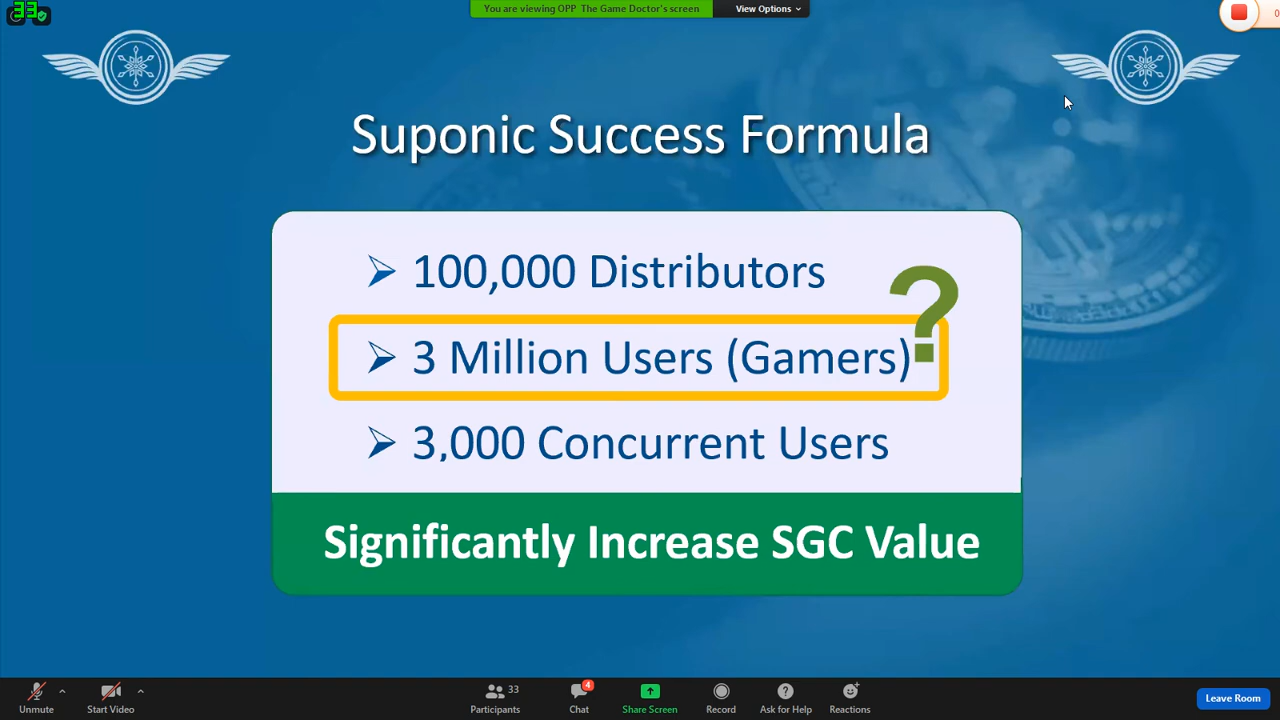 33
You are viewing OPP The Game Doctor's screen
View Options
0
Suponic Success Formula
100,000 Distributors
3 Million Users (Gamers)
?
3,000 Concurrent Users
Significantly Increase SGC Value
Unmute
Start Video
33
Participants
4
Chat
Share Screen
Record
Ask for Help
Reactions
Leave Room